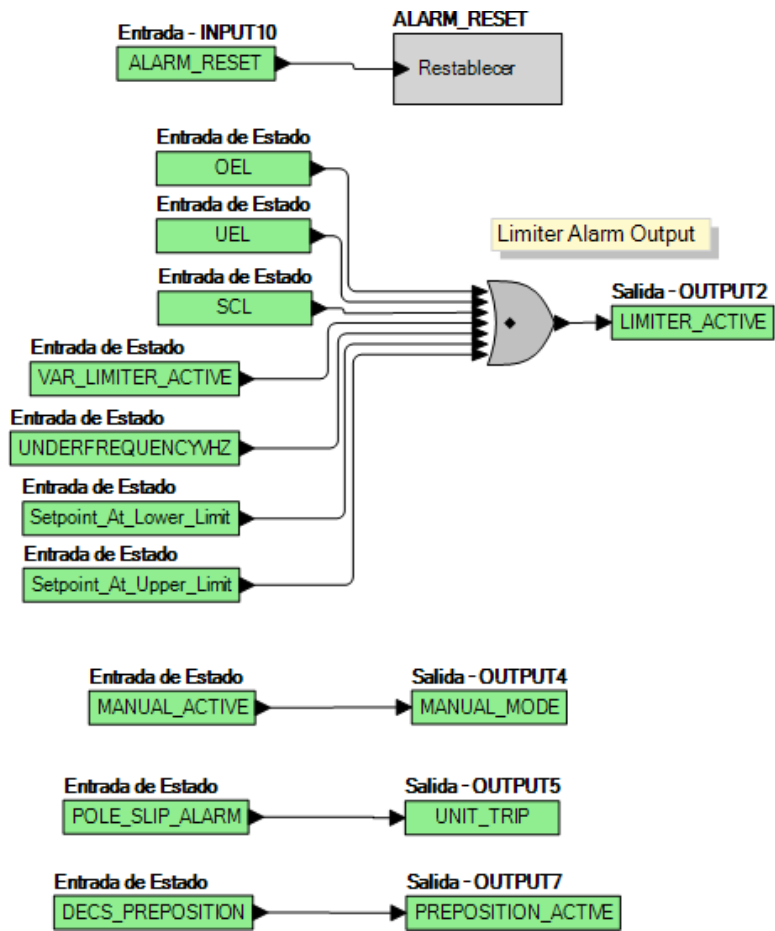 Entrada - INPUT10
ALARM_RESET
ALARM_RESET
Restablecer
Entrada de Estado
OEL
Entrada de Estado
UEL
Entrada de Estado
SCL
Entrada de Estado
VAR_LIMITER_ACTIVE
Entrada de Estado
UNDERFREQUENCYVHZ
Entrada de Estado
Setpoint_At_Lower_Limit
Entrada de Estado
Setpoint_At_Upper_Limit
Limiter Alarm Output
Salida - OUTPUT2
LIMITER_ACTIVE
Entrada de Estado
MANUAL_ACTIVE
Salida - OUTPUT4
MANUAL_MODE
Entrada de Estado
POLE_SLIP_ALARM
Salida - OUTPUT5
UNIT_TRIP
Entrada de Estado
DECS_PREPOSITION
Salida - OUTPUT7
PREPOSITION_ACTIVE